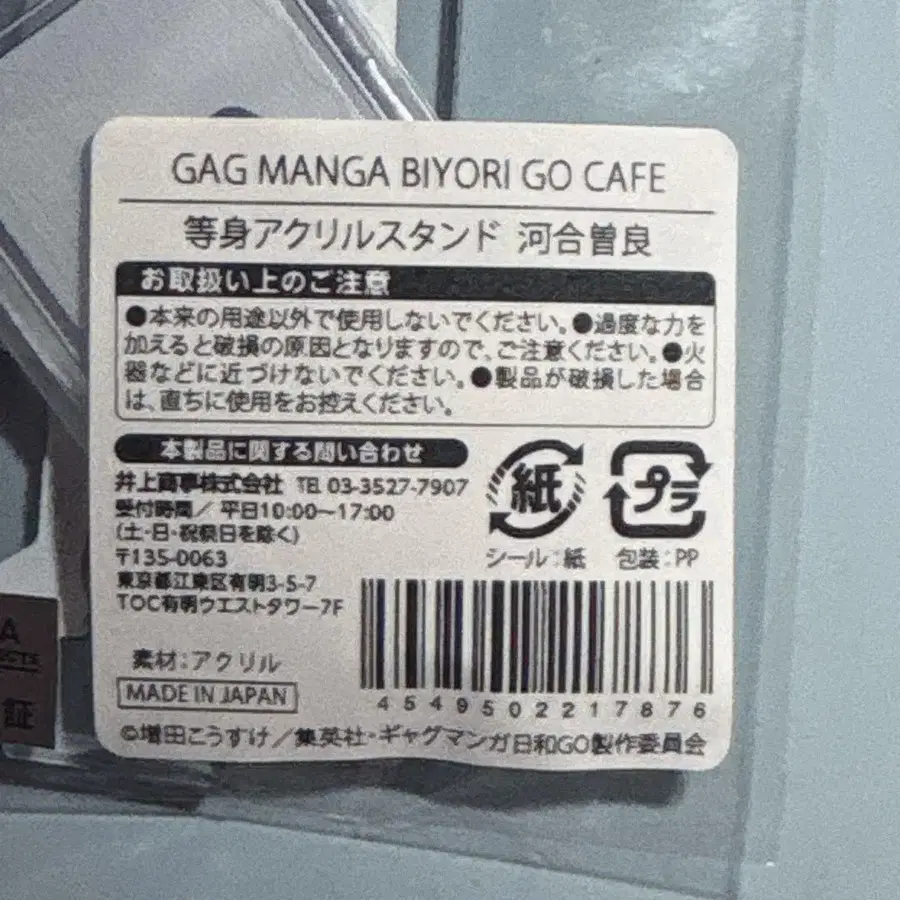 GAG MANGA BIYORI GO CAFE
等身アクリルスタンド 河合曽良
お取扱い上のご注意
●本来の用途以外で使用しないでください。●過度な力を
加えると破損の原因となりますので、ご注意ください。●火
器などに近づけないでください。●製品が破損した場合
は、直ちに使用をお控えください。
本製品に関する問い合わせ
井上商事株式会社 TEL 03-3527-7907
受付時間／平日10:00〜17:00
(土・日・祝祭日を除く)
〒135-0063
東京都江東区有明3-5-7
TOC有明ウエストタワー7F
紙
プラ
シール:紙 包装:PP
素材:アクリル
MADE IN JAPAN
4549502217876
©増田こうすけ／集英社・ギャグマンガ日和GO製作委員会
証